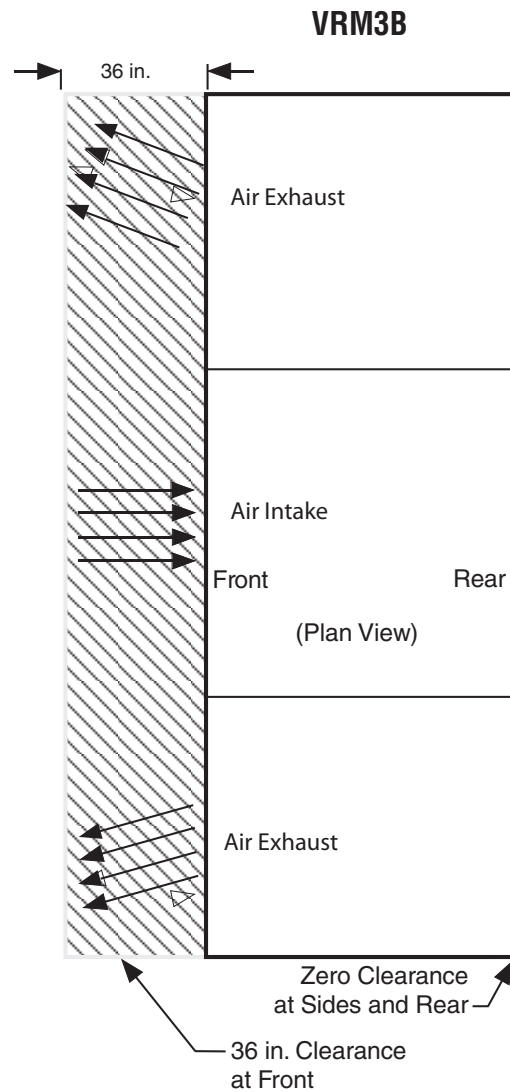 VRM3B
36 in.
Air Exhaust
Air Intake
Front
Rear
(Plan View)
Air Exhaust
Zero Clearance
at Sides and Rear
36 in. Clearance
at Front